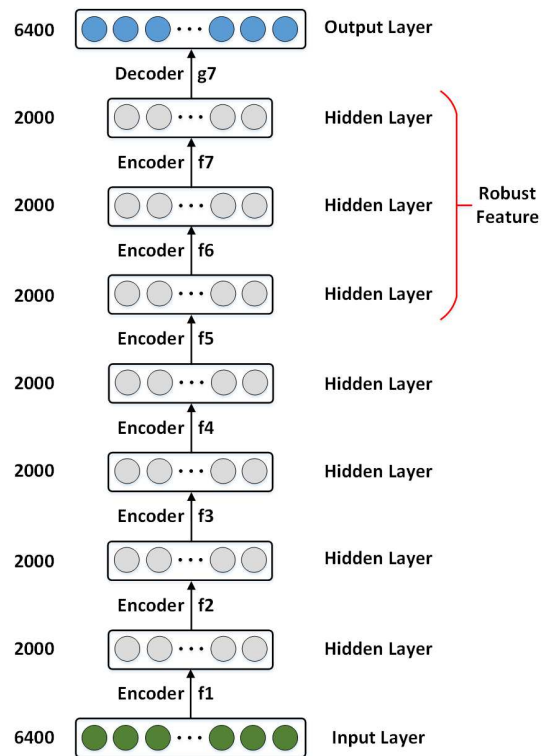 6400 Output Layer
Decoder g7
2000 Hidden Layer
Encoder f7
2000 Hidden Layer
Robust
Feature
Encoder f6
2000 Hidden Layer
Encoder f5
2000 Hidden Layer
Encoder f4
2000 Hidden Layer
Encoder f3
2000 Hidden Layer
Encoder f2
2000 Hidden Layer
Encoder f1
6400 Input Layer